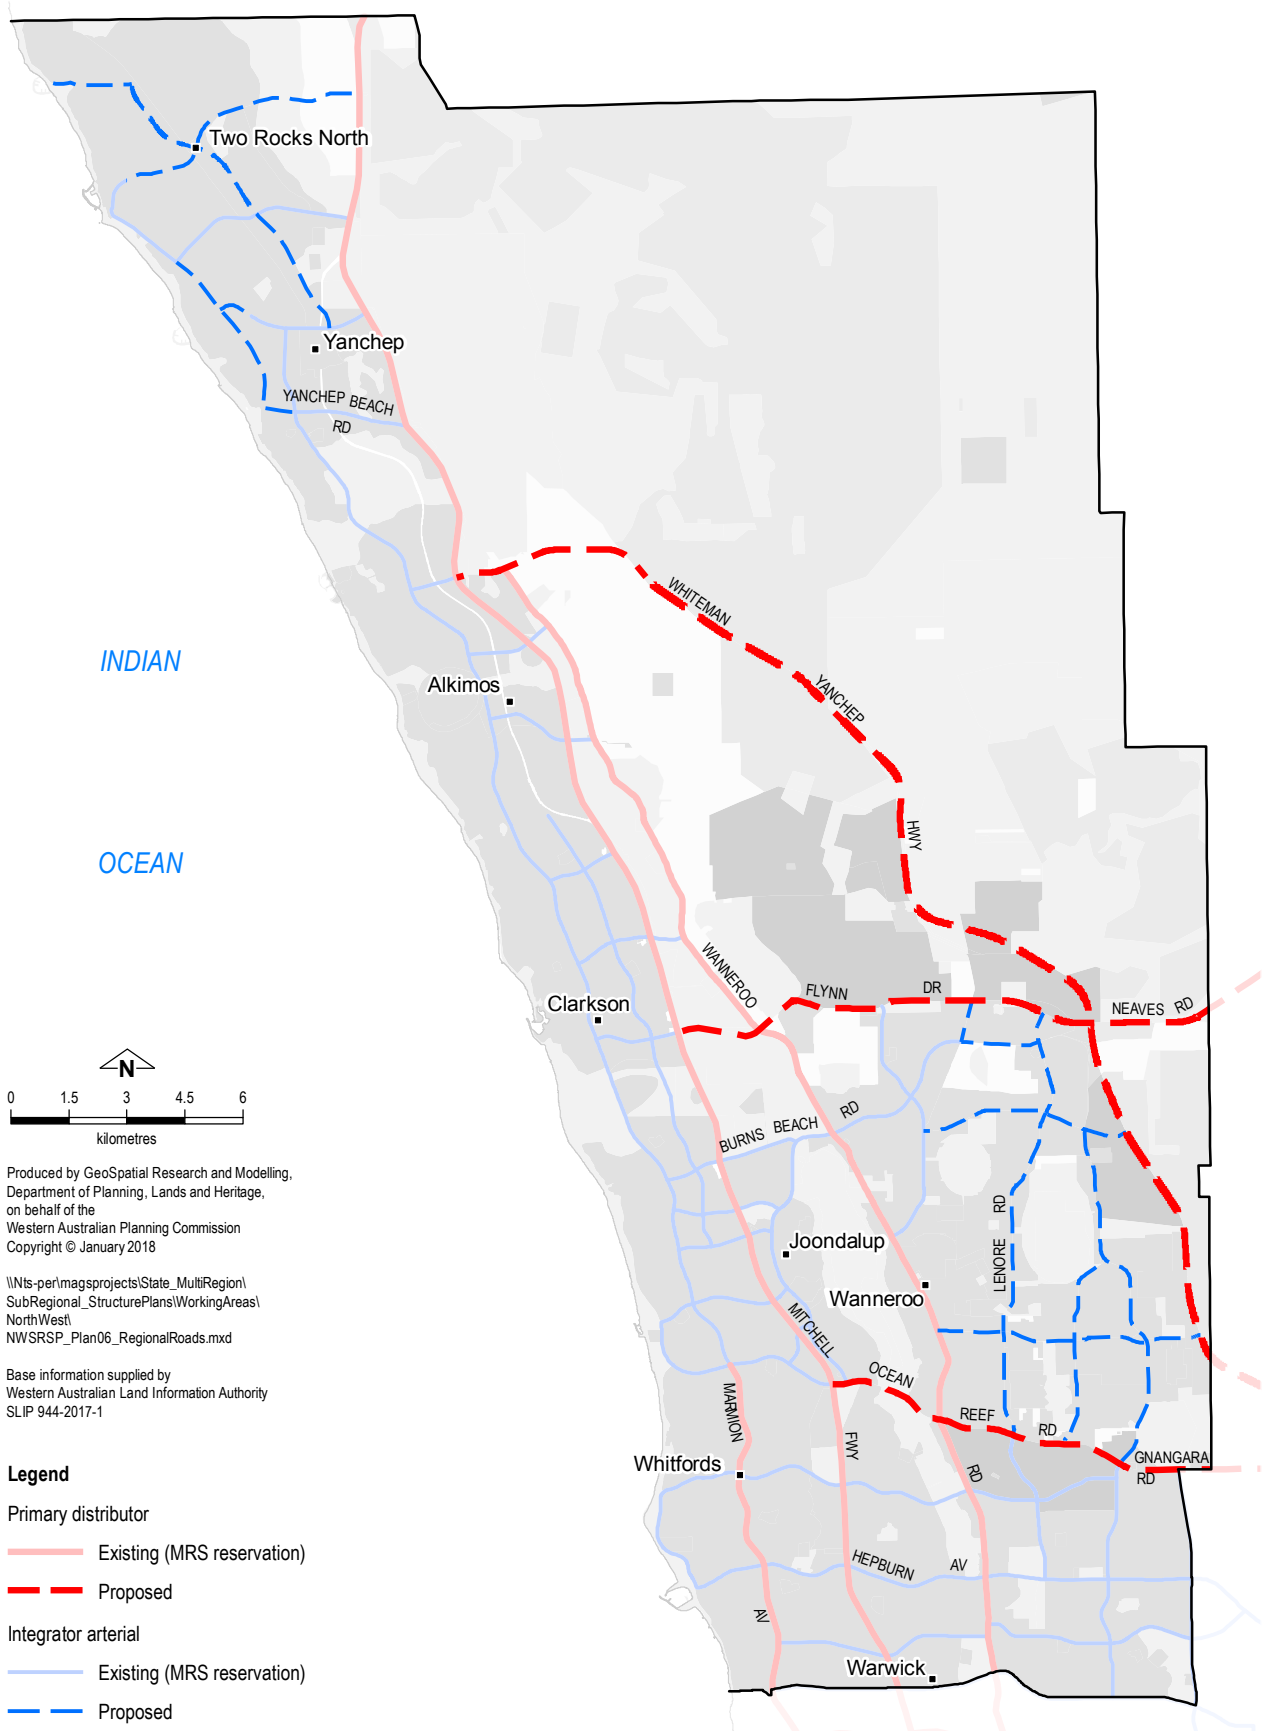 Two Rocks North
Yanchep
YANCHEP BEACH
RD
WHITEMAN
YANCHEP
HWY
INDIAN
OCEAN
Alkimos
WANNEROO
FLYNN
DR
NEAVES
RD
Clarkson
N
0 1.5 3 4.5 6
kilometres
BURNS BEACH RD
Produced by GeoSpatial Research and Modelling,
Department of Planning, Lands and Heritage,
on behalf of the
Western Australian Planning Commission
Copyright © January 2018
\\Nts-per\magsprojects\State_MultiRegion\
SubRegional_StructurePlans\WorkingAreas\
NorthWest\
NWSRSP_Plan06_RegionalRoads.mxd
Base information supplied by
Western Australian Land Information Authority
SLIP 944-2017-1
LENORE RD
Joondalup
Wanneroo
MITCHELL
FWY
OCEAN
REEF
RD
MARMION
AV
GNANGARA
RD
RD
Whitfords
HEPBURN AV
Warwick
Legend
Primary distributor
Existing (MRS reservation)
Proposed
Integrator arterial
Existing (MRS reservation)
Proposed